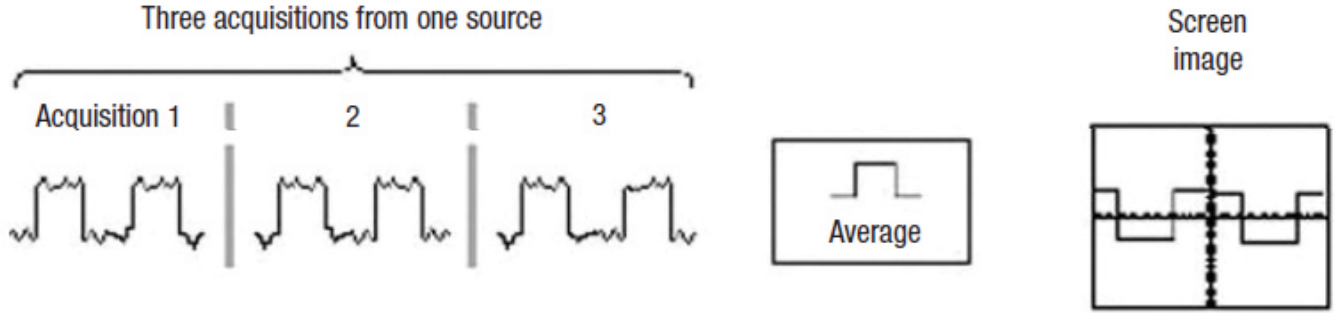 Three acquisitions from one source
Screen
image
Acquisition 1
2
3
Average